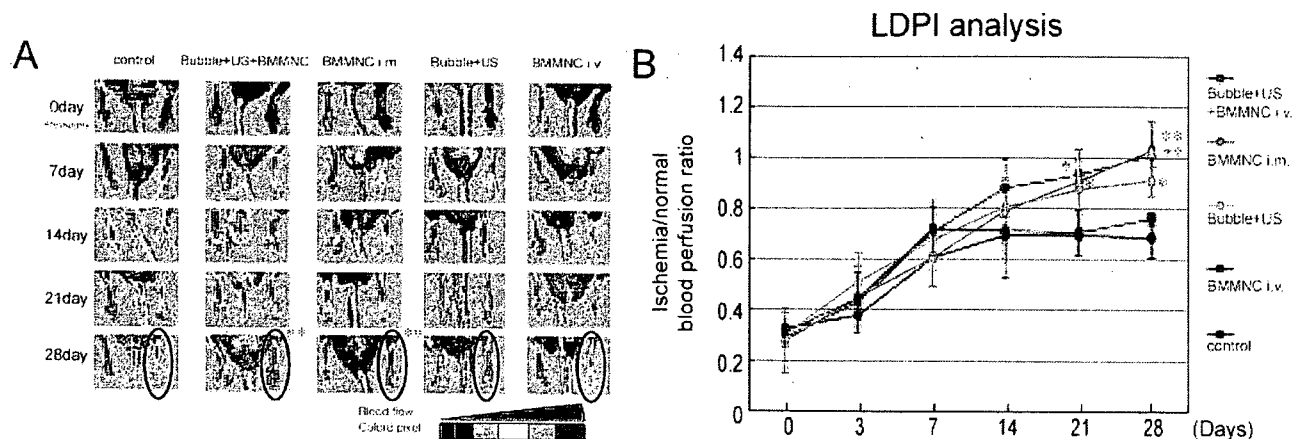 A
control Bubble+US+BMMNC BMMNC i.m Bubble+US BMMNC i.v.
0day
7day
14day
21day
28day
**
**
Blood flow
Colord pixel
B
LDPI analysis
Ischemia/normal
blood perfusion ratio
1.4
1.2
1
0.8
0.6
0.4
0.2
0
0 3 7 14 21 28 (Days)
*
**
**
*
Bubble+US
+BMMNC i.v.
BMMNC i.m.
Bubble+US
BMMNC i.v.
control